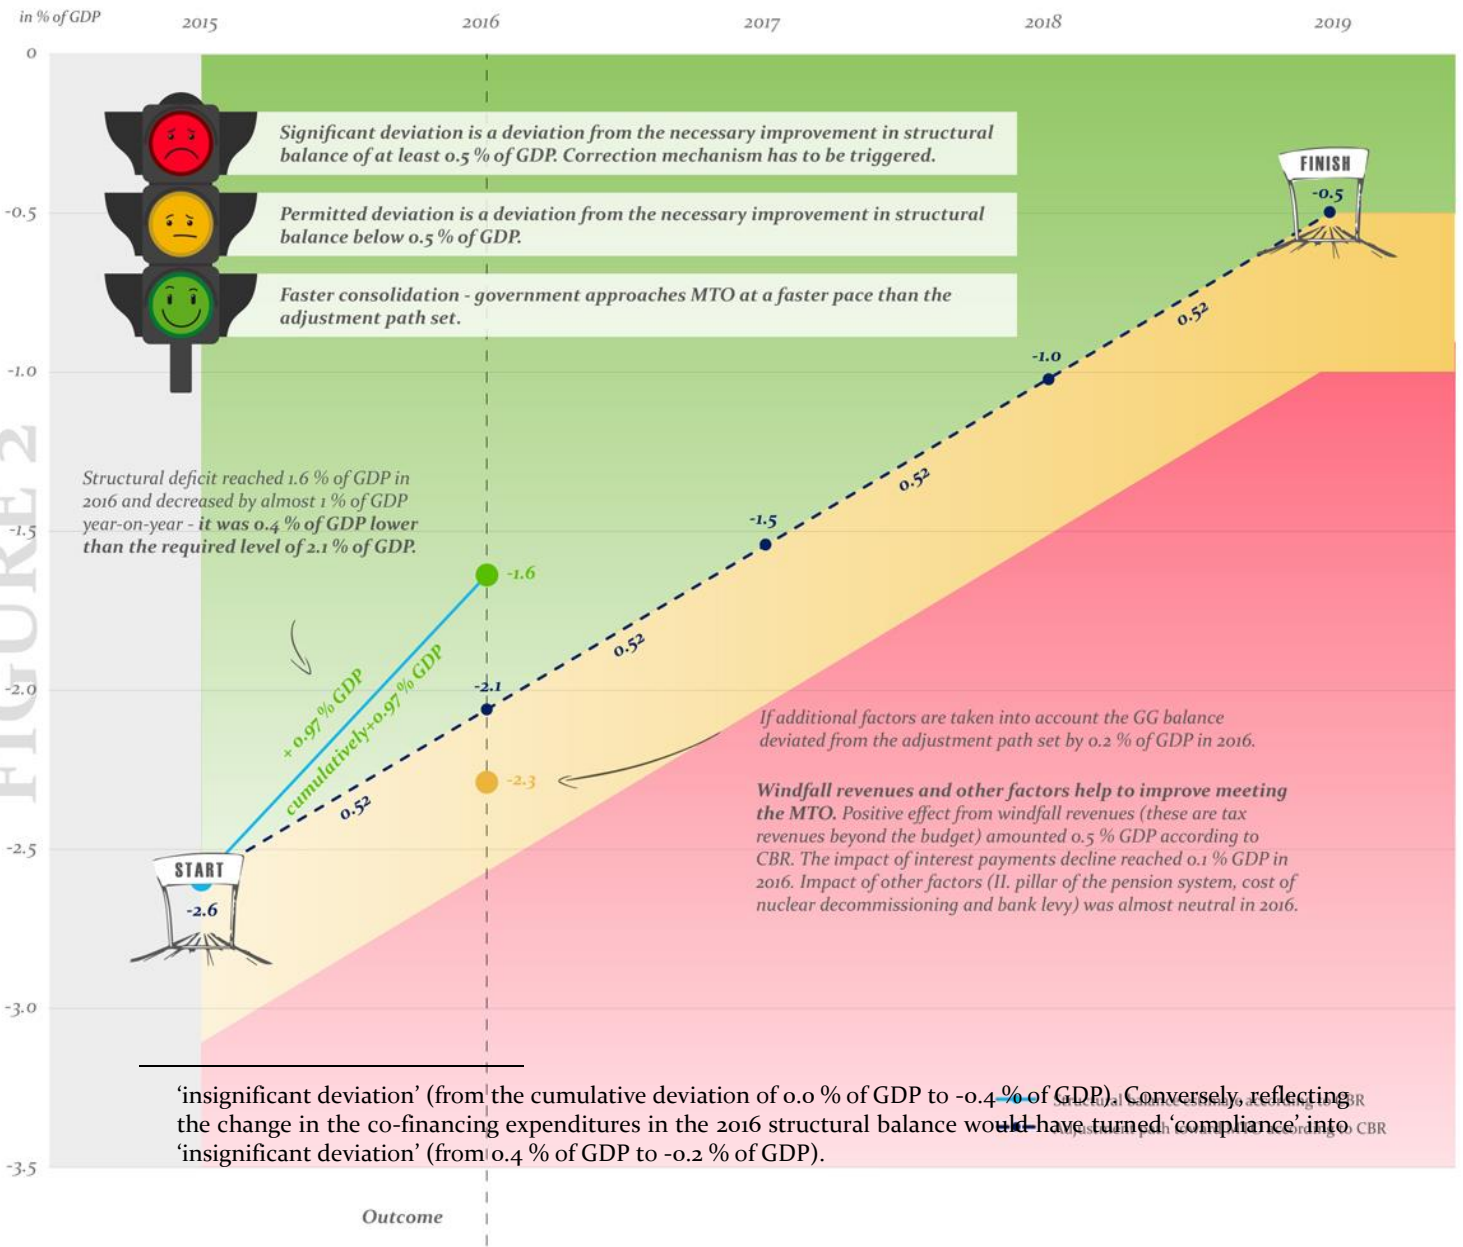 in % of GDP
2015 2016 2017 2018 2019
0
Significant deviation is a deviation from the necessary improvement in structural
balance of at least 0.5 % of GDP. Correction mechanism has to be triggered.
FINISH
-0.5
-0.5
Permitted deviation is a deviation from the necessary improvement in structural
balance below 0.5 % of GDP.
Faster consolidation - government approaches MTO at a faster pace than the
adjustment path set.
0.52
-1.0
-1.0
FIGURE 2
Structural deficit reached 1.6 % of GDP in
2016 and decreased by almost 1 % of GDP
year-on-year - it was 0.4 % of GDP lower
than the required level of 2.1 % of GDP.
0.52
-1.5
-1.5
-1.6
0.52
+ 0.97 % GDP
cumulatively+0.97 % GDP
-2.0
-2.1
If additional factors are taken into account the GG balance
deviated from the adjustment path set by 0.2 % of GDP in 2016.
-2.3
0.52
Windfall revenues and other factors help to improve meeting
the MTO. Positive effect from windfall revenues (these are tax
revenues beyond the budget) amounted 0.5 % GDP according to
CBR. The impact of interest payments decline reached 0.1 % GDP in
2016. Impact of other factors (II. pillar of the pension system, cost of
nuclear decommissioning and bank levy) was almost neutral in 2016.
-2.5
START
-2.6
-3.0
‘insignificant deviation’ (from the cumulative deviation of 0.0 % of GDP to -0.4 % of GDP). Conversely, reflecting
Structural balance estimate according to CBR
the change in the co-financing expenditures in the 2016 structural balance would have turned ‘compliance’ into
Adjustment path toward MTO according to CBR
‘insignificant deviation’ (from 0.4 % of GDP to -0.2 % of GDP).
-3.5
Outcome